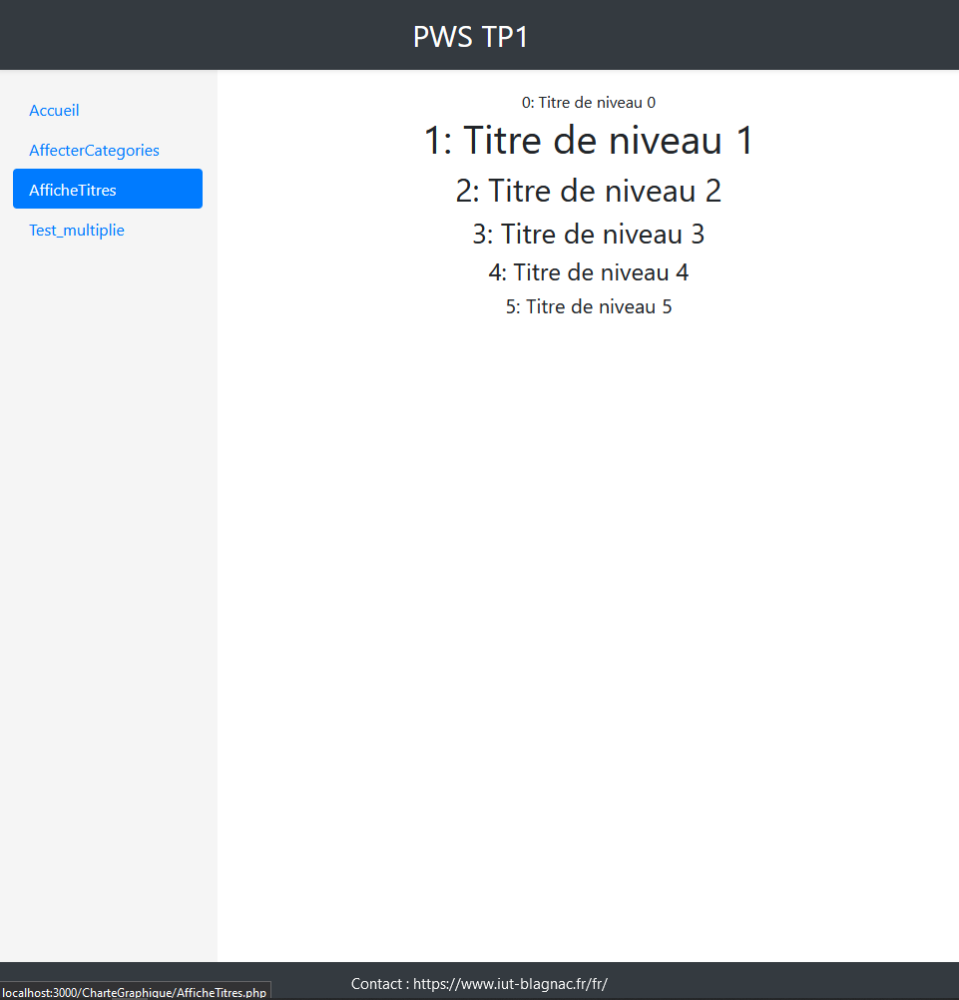 PWS TP1
Accueil
AffecterCategories
AfficheTitres
Test_multiplie
0: Titre de niveau 0
1: Titre de niveau 1
2: Titre de niveau 2
3: Titre de niveau 3
4: Titre de niveau 4
5: Titre de niveau 5
Contact : https://www.iut-blagnac.fr/fr/
localhost:3000/CharteGraphique/AfficheTitres.php